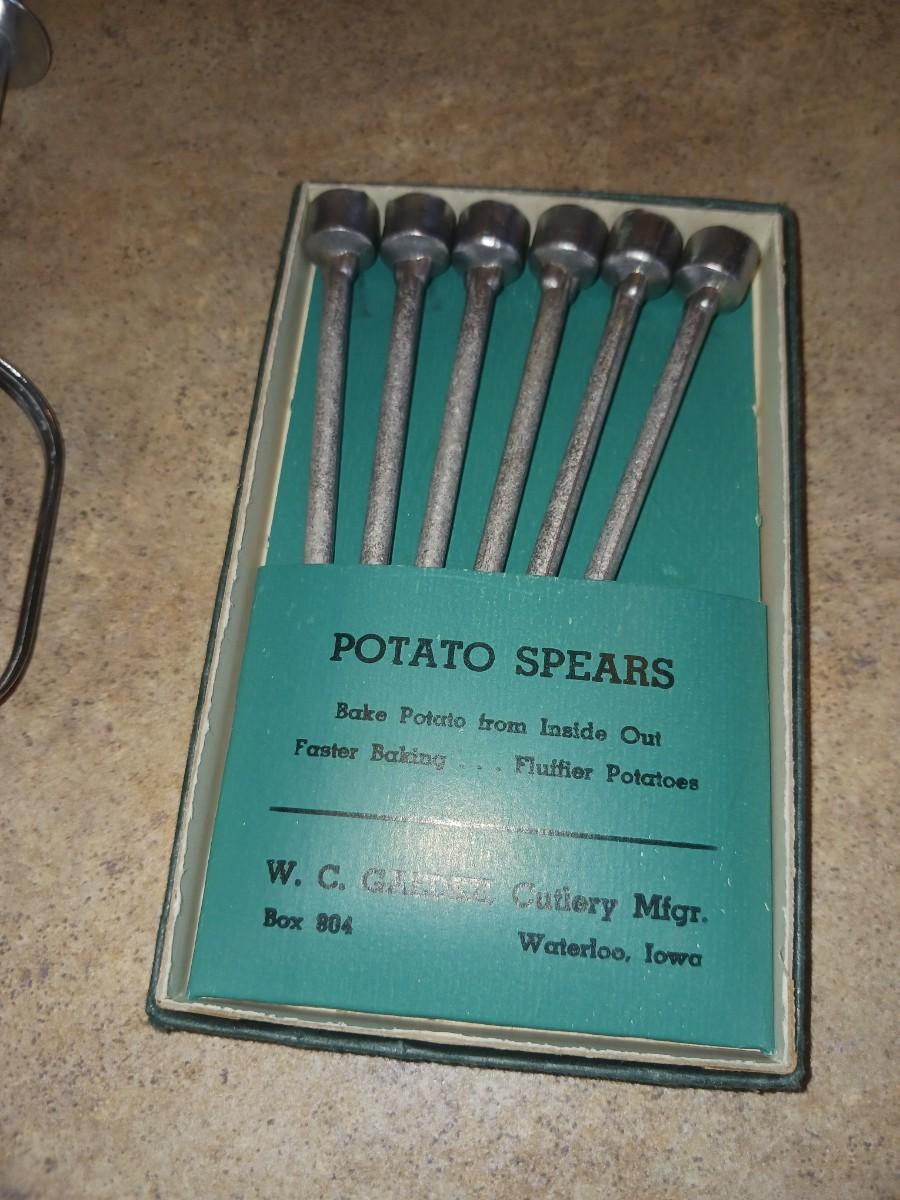 POTATO SPEARS
Bake Potato from Inside Out
Faster Baking . . . Fluffier Potatoes
W. C. Cutlery Mfgr.
Box 804
Waterloo, Iowa